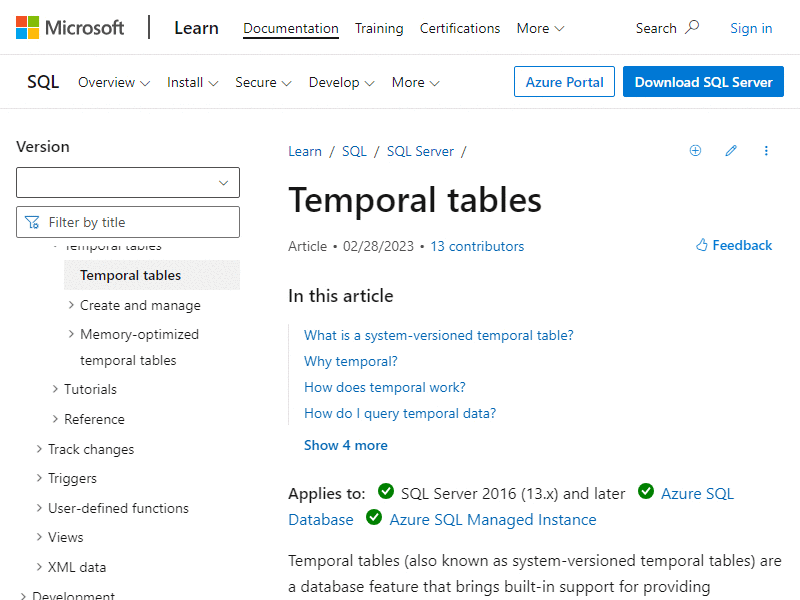 Microsoft Learn Documentation Training Certifications More Search Sign in
SQL Overview Install Secure Develop More Azure Portal Download SQL Server
Version
Filter by title
Temporal tables
Temporal tables
Create and manage
Memory-optimized
temporal tables
Tutorials
Reference
Track changes
Triggers
User-defined functions
Views
XML data
Development
Learn / SQL / SQL Server /
Temporal tables
Article • 02/28/2023 • 13 contributors
Feedback
In this article
What is a system-versioned temporal table?
Why temporal?
How does temporal work?
How do I query temporal data?
Show 4 more
Applies to: SQL Server 2016 (13.x) and later Azure SQL
Database Azure SQL Managed Instance
Temporal tables (also known as system-versioned temporal tables) are
a database feature that brings built-in support for providing